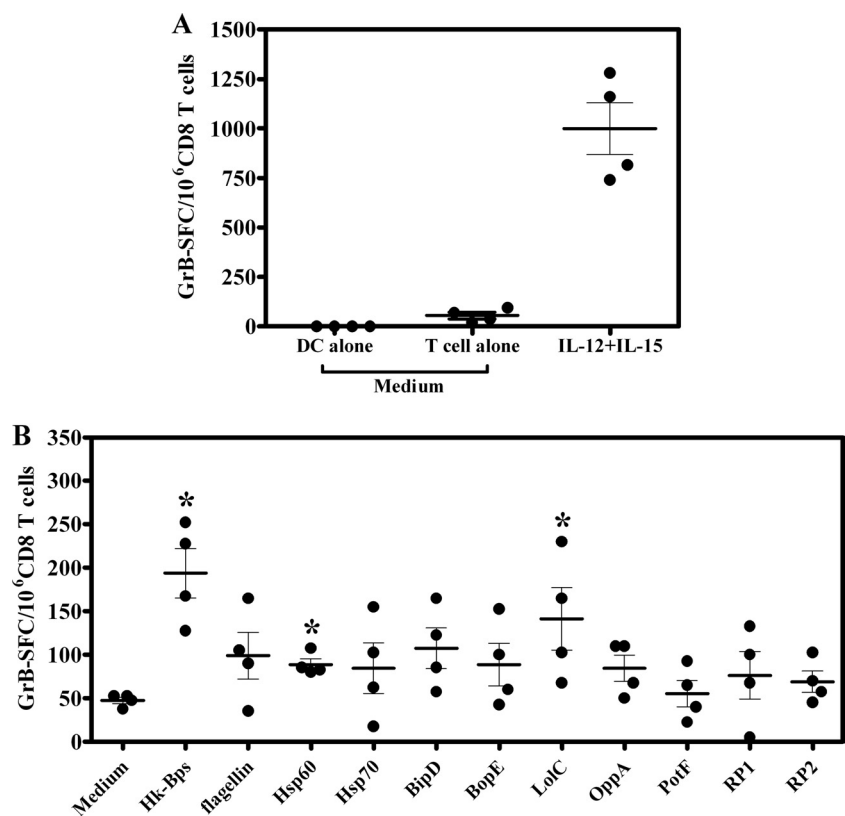 A
GrB-SFC/10⁶CD8 T cells
1500
1250
1000
750
500
250
0
DC alone T cell alone IL-12+IL-15
Medium
B
GrB-SFC/10⁶CD8 T cells
350
300
250
200
150
100
50
0
* * *
Medium Hk-Bps flagellin Hsp60 Hsp70 BipD BopE LolC OppA PotF RP1 RP2